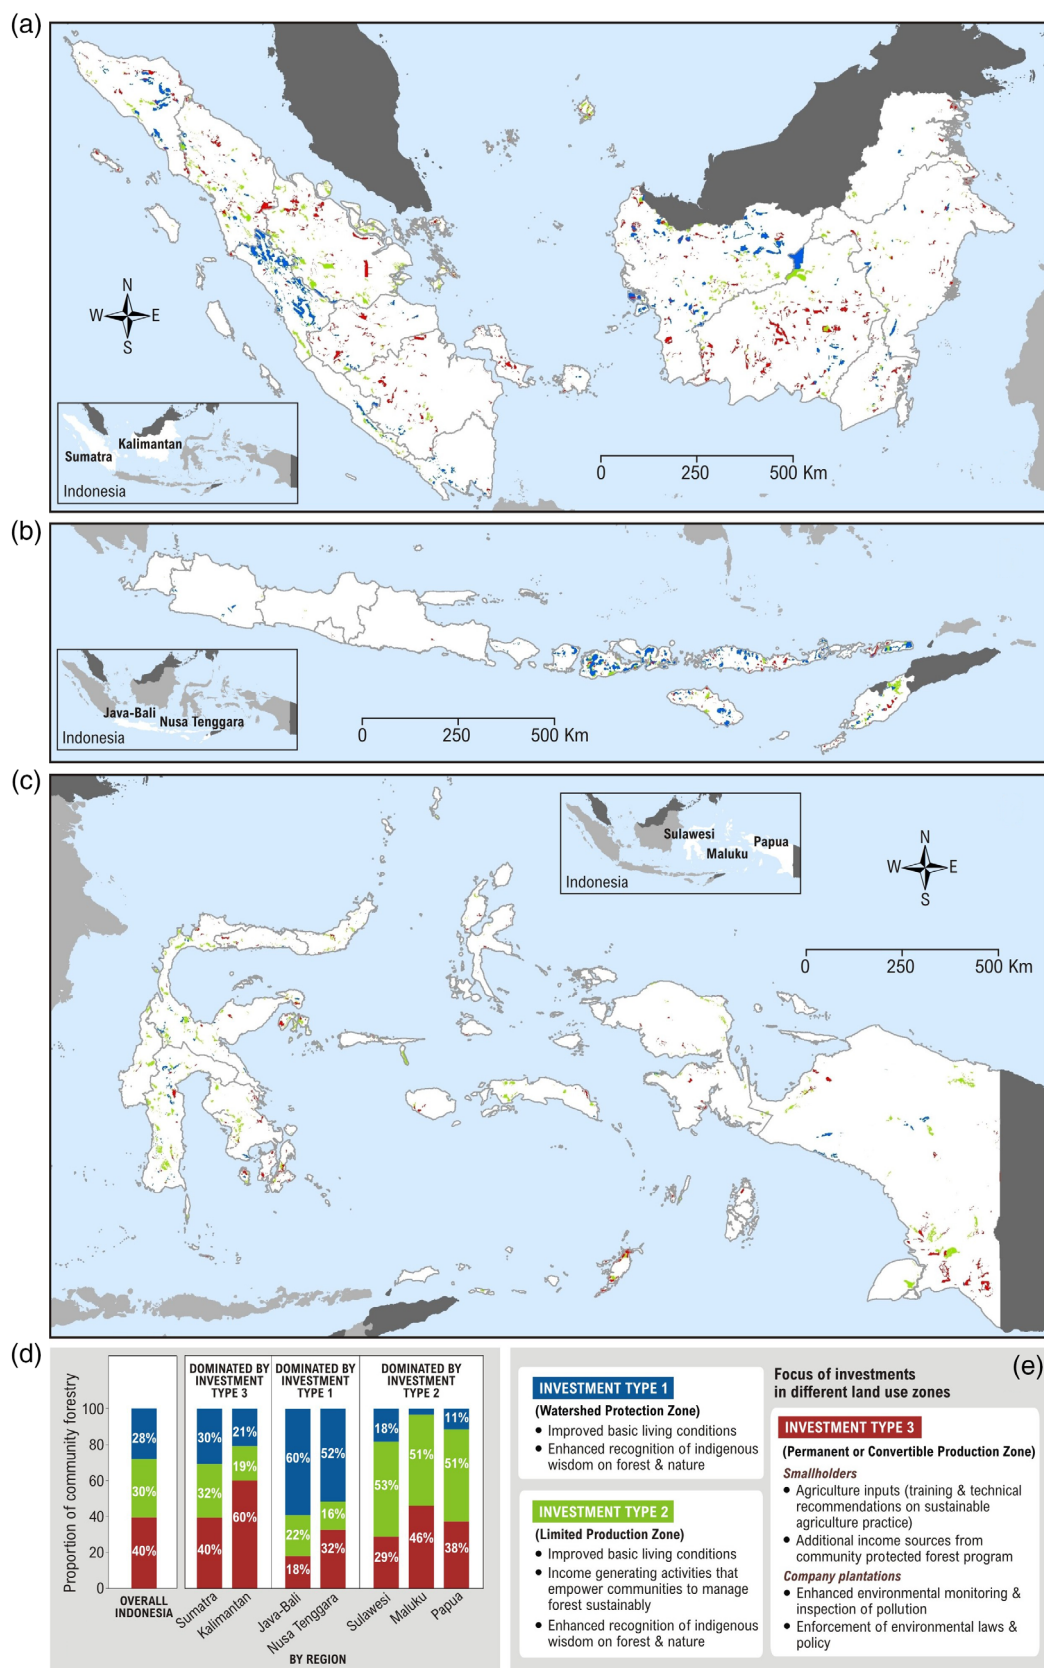 (a)
N
W E
S
Kalimantan
Sumatra
Indonesia
0 250 500 Km
(b)
Java-Bali
Nusa Tenggara
Indonesia
0 250 500 Km
(c)
Sulawesi
Papua
Maluku
Indonesia
N
W E
S
0 250 500 Km
(d)
DOMINATED BY
INVESTMENT
TYPE 3
DOMINATED BY
INVESTMENT
TYPE 1
DOMINATED BY
INVESTMENT
TYPE 2
Proportion of community forestry
100
80
60
40
20
0
28%
30%
40%
30%
32%
40%
21%
19%
60%
60%
22%
18%
52%
16%
32%
18%
53%
29%
51%
46%
11%
51%
38%
OVERALL
INDONESIA
Sumatra
Kalimantan
Java-Bali
Nusa Tenggara
Sulawesi
Maluku
Papua
BY REGION
(e)
Focus of investments
in different land use zones
INVESTMENT TYPE 1
(Watershed Protection Zone)
• Improved basic living conditions
• Enhanced recognition of indigenous
wisdom on forest & nature
INVESTMENT TYPE 2
(Limited Production Zone)
• Improved basic living conditions
• Income generating activities that
empower communities to manage
forest sustainably
• Enhanced recognition of indigenous
wisdom on forest & nature
INVESTMENT TYPE 3
(Permanent or Convertible Production Zone)
Smallholders
• Agriculture inputs (training & technical
recommendations on sustainable
agriculture practice)
• Additional income sources from
community protected forest program
Company plantations
• Enhanced environmental monitoring &
inspection of pollution
• Enforcement of environmental laws &
policy